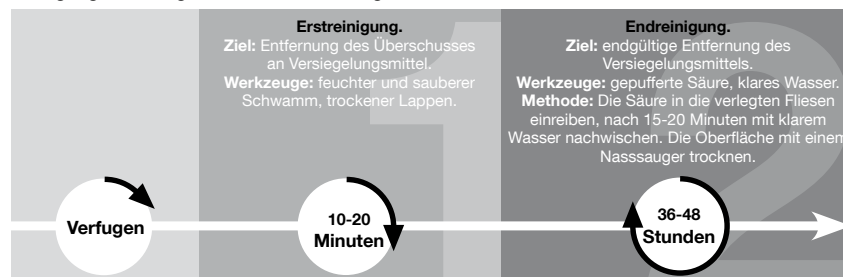 Erstreinigung.
Ziel: Entfernung des Überschusses
an Versiegelungsmittel.
Werkzeuge: feuchter und sauberer
Schwamm, trockener Lappen.
Endreinigung.
Ziel: endgültige Entfernung des
Versiegelungsmittels.
Werkzeuge: gepufferte Säure, klares Wasser.
Methode: Die Säure in die verlegten Fliesen
einreiben, nach 15-20 Minuten mit klarem
Wasser nachwischen. Die Oberfläche mit einem
Nasssauger trocknen.
1
2
Verfugen
10-20
Minuten
36-48
Stunden